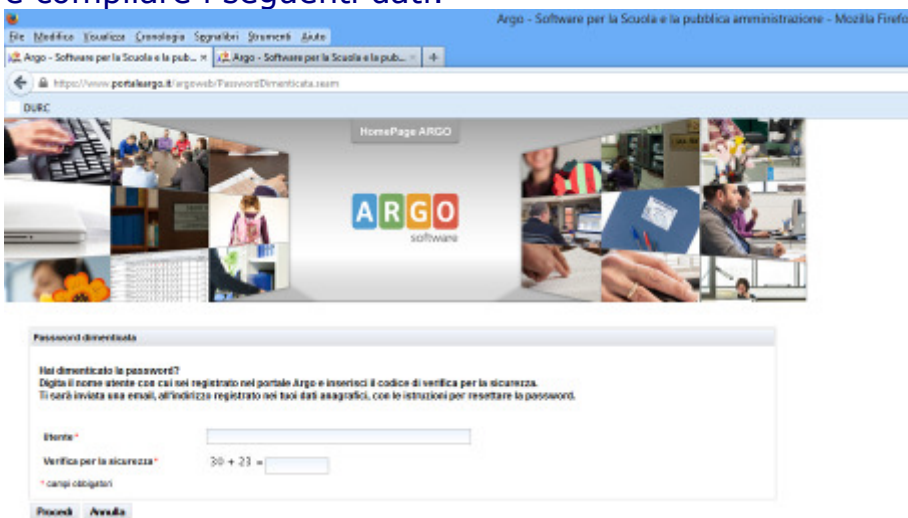 e compilare i seguenti dati:
Argo - Software per la Scuola e la pubblica amministrazione - Mozilla Firefo
File Modifica Visualizza Cronologia Segnalibri Strumenti Aiuto
Argo - Software per la Scuola e la pub... × Argo - Software per la Scuola e la pub... × +
https://www.portaleargo.it/argoweb/PasswordDimenticata.seam
DURC
HomePage ARGO
ARGO
software
Password dimenticata
Hai dimenticato la password?
Digita il nome utente con cui sei registrato nel portale Argo e inserisci il codice di verifica per la sicurezza.
Ti sarà inviata una email, all'indirizzo registrato nei tuoi dati anagrafici, con le istruzioni per resettare la password.
Utente *
Verifica per la sicurezza * 30 + 23 =
* campi obbligatori
Procedi Annulla